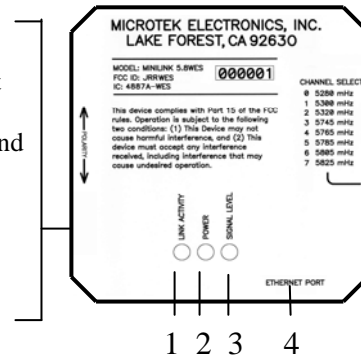 MICROTEK ELECTRONICS, INC.
LAKE FOREST, CA 92630
MODEL: MINILINK 5.8WES
FCC ID: JRRWES
IC: 4887A-WES
000001
This device complies with Part 15 of the FCC
rules. Operation is subject to the following
two conditions: (1) This Device may not
cause harmful interference, and (2) This
device must accept any interference
received, including interference that may
cause undesired operation.
CHANNEL SELECT
0 5280 mHz
1 5300 mHz
2 5320 mHz
3 5745 mHz
4 5765 mHz
5 5785 mHz
6 5805 mHz
7 5825 mHz
nd
POLARITY
LINK ACTIVITY
POWER
SIGNAL LEVEL
ETHERNET PORT
1 2 3 4